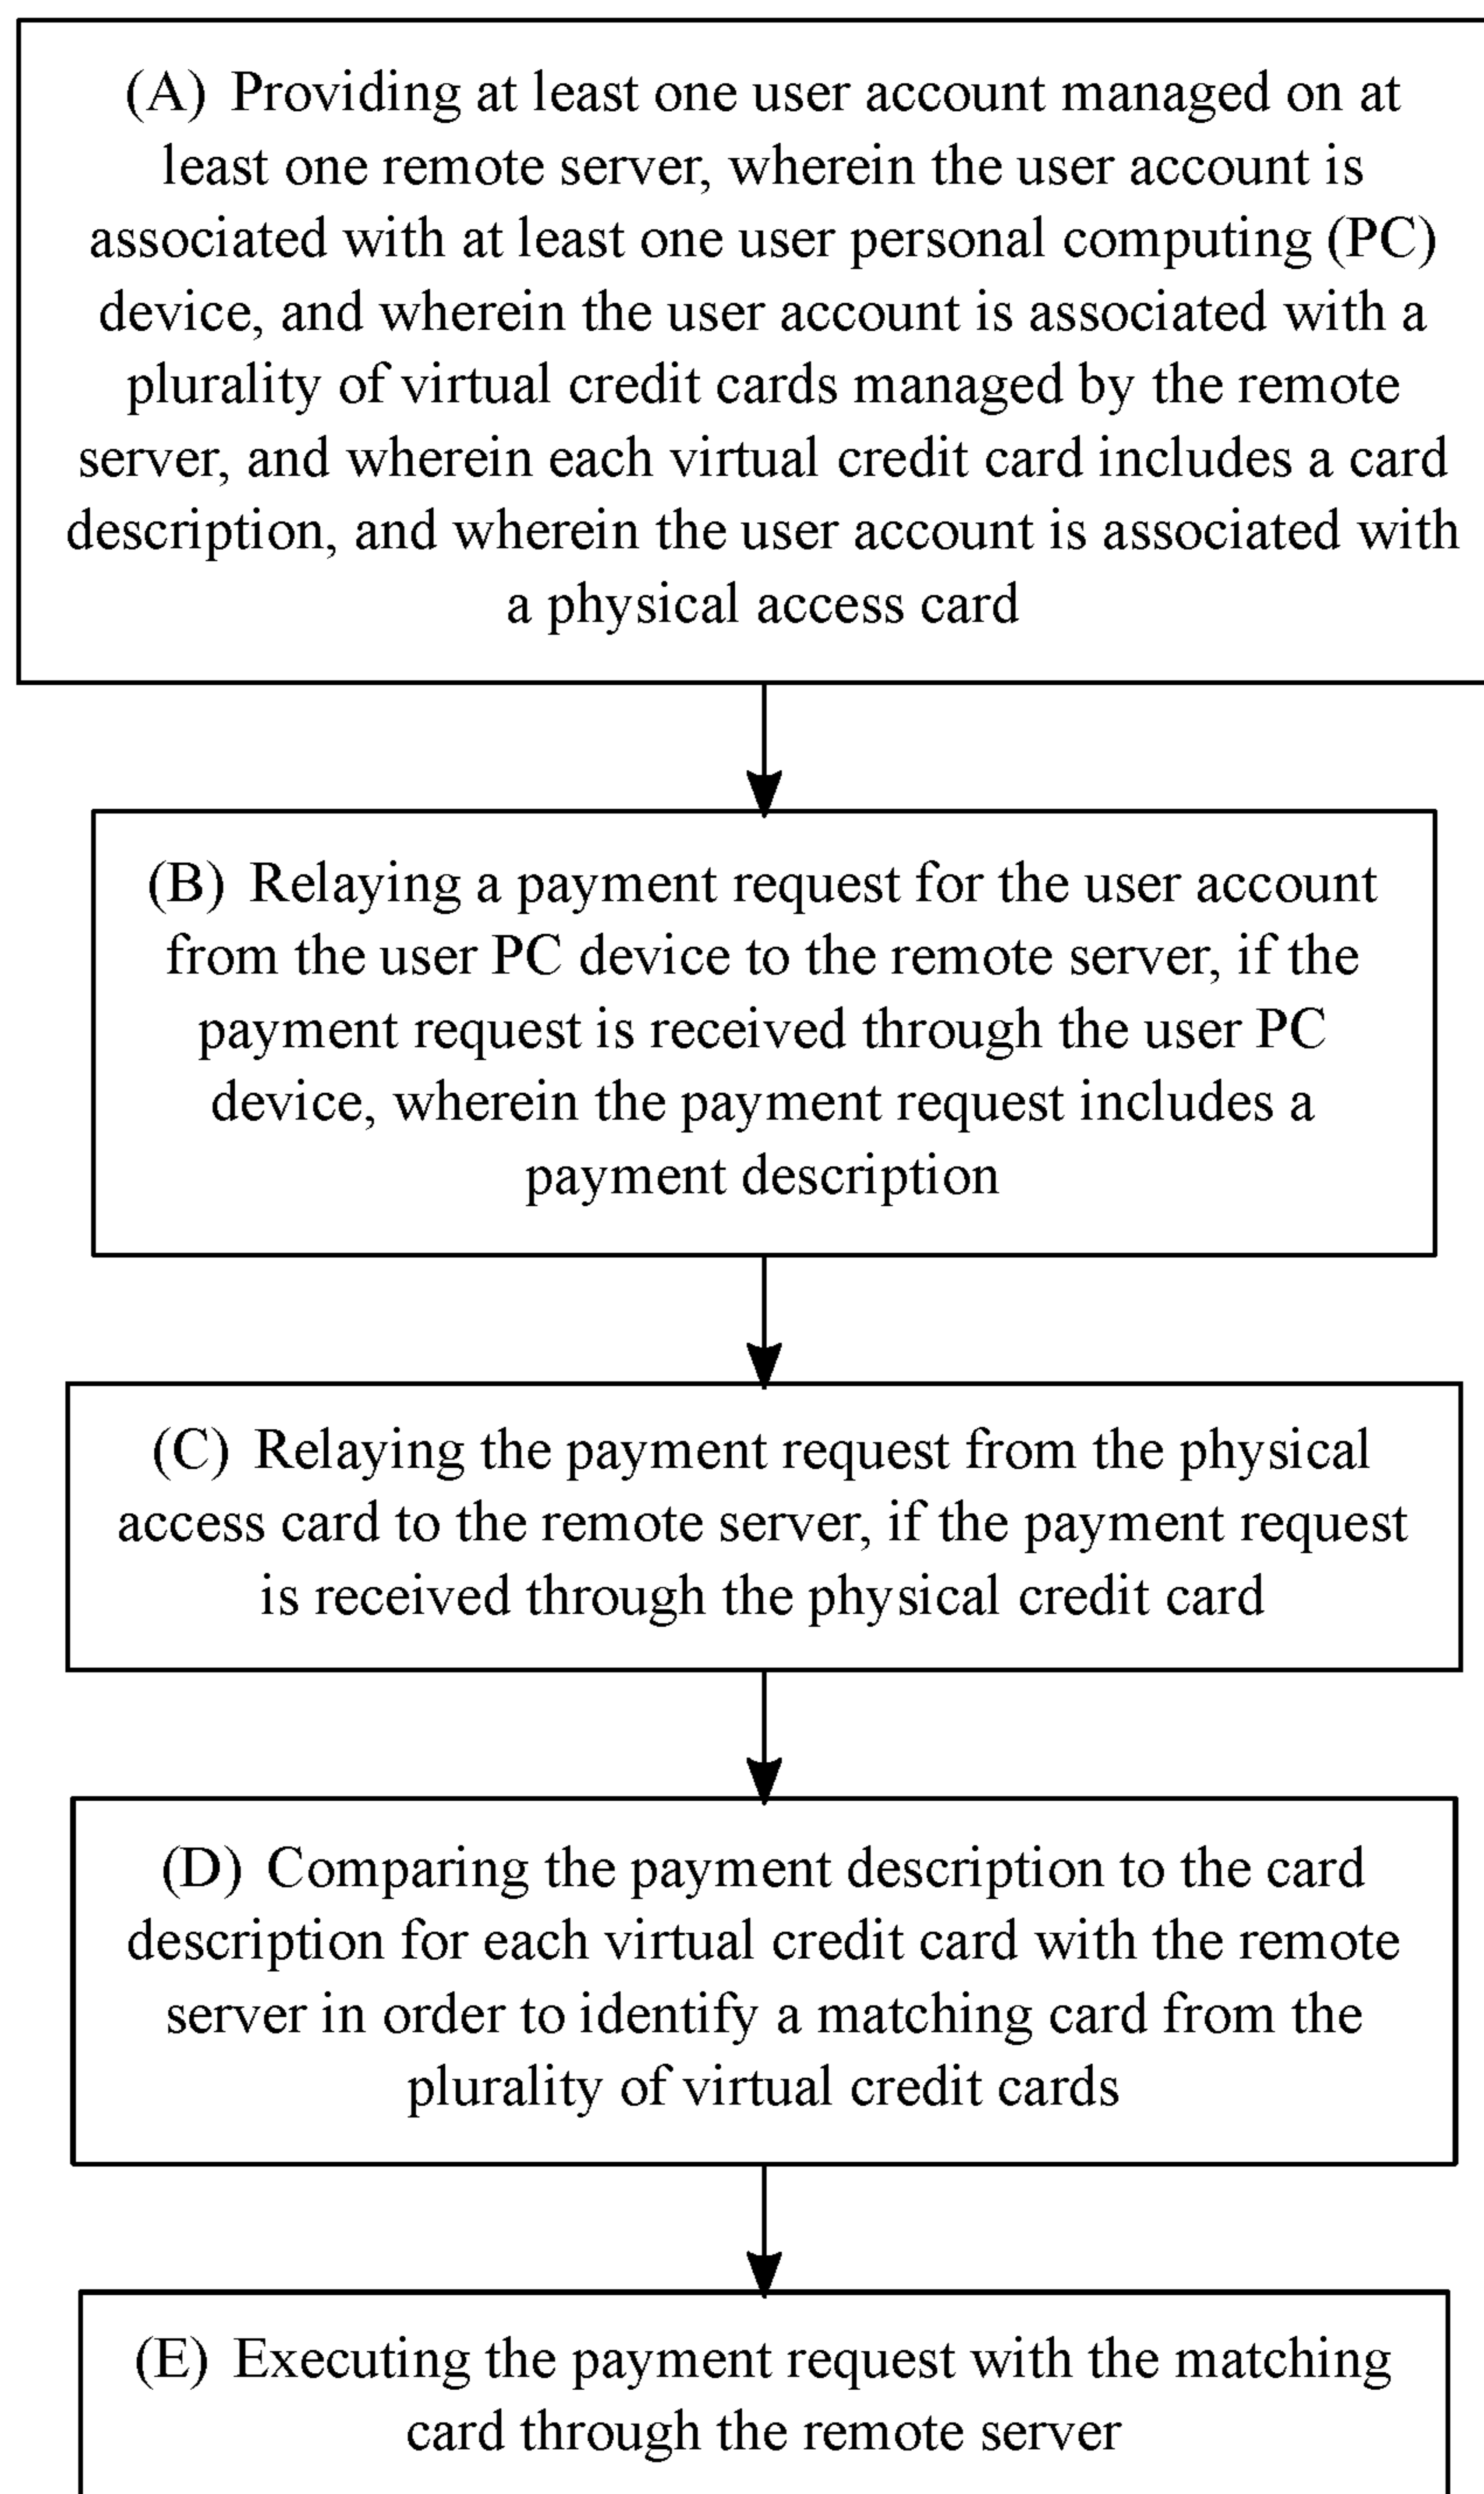 (A) Providing at least one user account managed on at
least one remote server, wherein the user account is
associated with at least one user personal computing (PC)
device, and wherein the user account is associated with a
plurality of virtual credit cards managed by the remote
server, and wherein each virtual credit card includes a card
description, and wherein the user account is associated with
a physical access card
(B) Relaying a payment request for the user account
from the user PC device to the remote server, if the
payment request is received through the user PC
device, wherein the payment request includes a
payment description
(C) Relaying the payment request from the physical
access card to the remote server, if the payment request
is received through the physical credit card
(D) Comparing the payment description to the card
description for each virtual credit card with the remote
server in order to identify a matching card from the
plurality of virtual credit cards
(E) Executing the payment request with the matching
card through the remote server